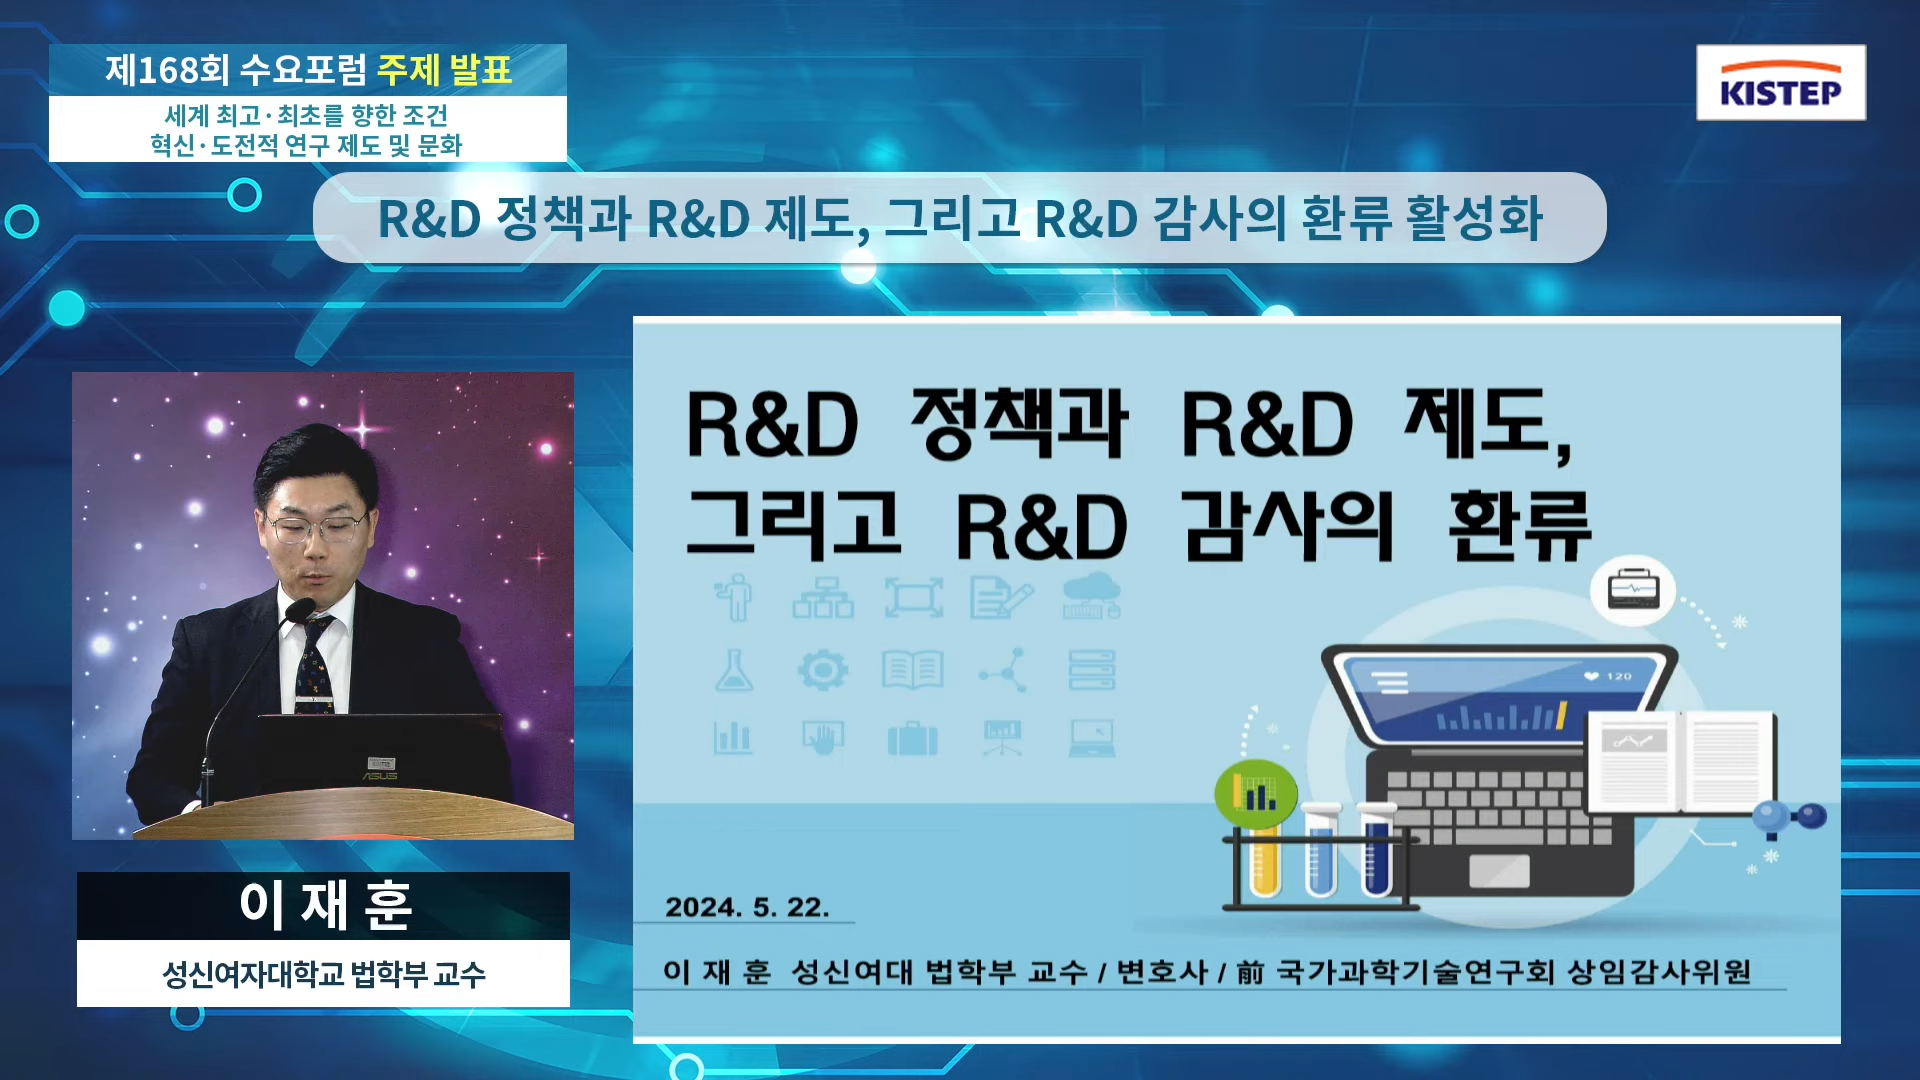 제168회 수요포럼 주제 발표
세계 최고·최초를 향한 조건
혁신·도전적 연구 제도 및 문화
KISTEP
R&D 정책과 R&D 제도, 그리고 R&D 감사의 환류 활성화
R&D 정책과 R&D 제도,
그리고 R&D 감사의 환류
120
ASUS
2024. 5. 22.
이 재 훈 성신여대 법학부 교수 / 변호사 / 前 국가과학기술연구회 상임감사위원
이 재 훈
성신여자대학교 법학부 교수